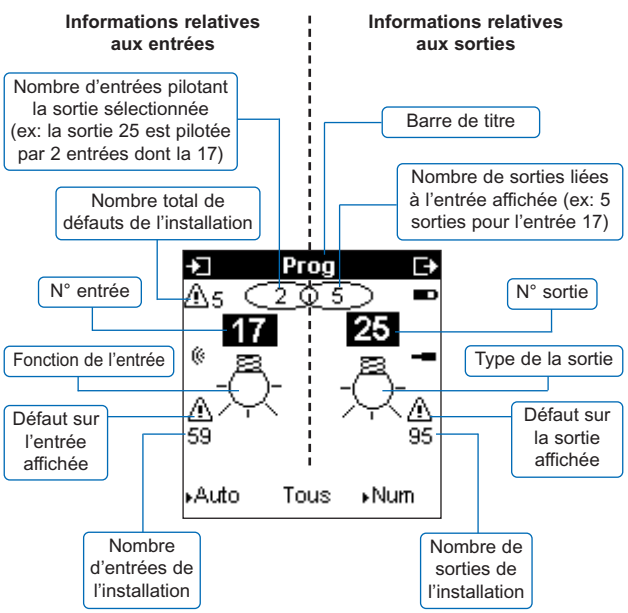 Informations relatives
aux entrées
Informations relatives
aux sorties
Nombre d'entrées pilotant
la sortie sélectionnée
(ex: la sortie 25 est pilotée
par 2 entrées dont la 17)
Barre de titre
Nombre de sorties liées
à l'entrée affichée (ex: 5
sorties pour l'entrée 17)
Nombre total de
défauts de l'installation
Prog
5 2 5
N° entrée
N° sortie
17 25
Fonction de l'entrée
Type de la sortie
Défaut sur
l'entrée
affichée
Défaut sur
la sortie
affichée
59 95
Auto Tous Num
Nombre
d'entrées de
l'installation
Nombre de
sorties de
l'installation